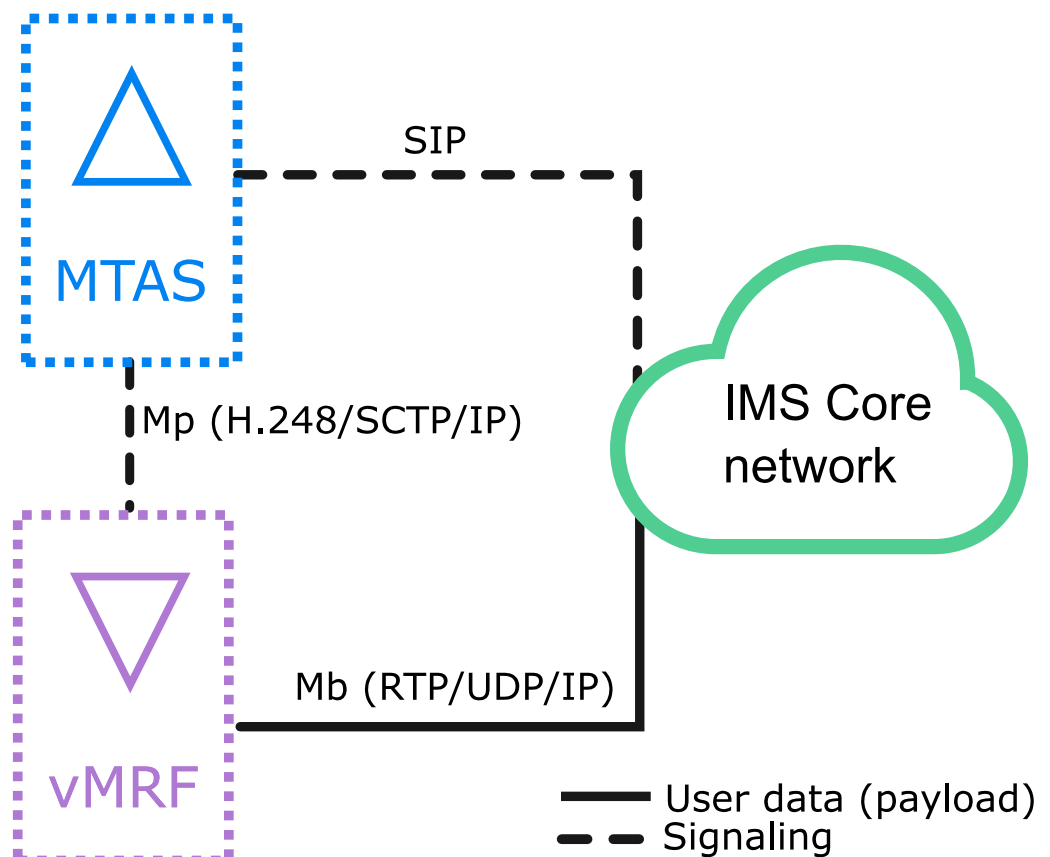 SIP
MTAS
Mp (H.248/SCTP/IP)
IMS Core
network
Mb (RTP/UDP/IP)
vMRF
User data (payload)
Signaling